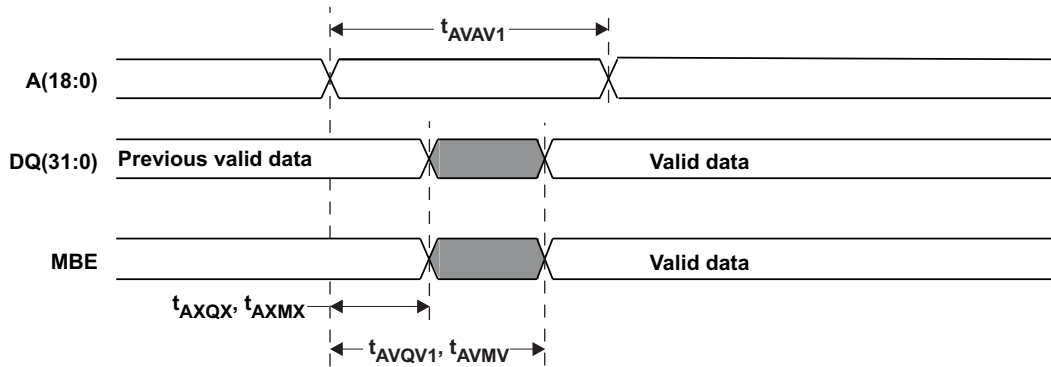 tAVAV1
A(18:0)
DQ(31:0) Previous valid data Valid data
MBE Valid data
tAXQX, tAXMX
tAVQV1, tAVMV